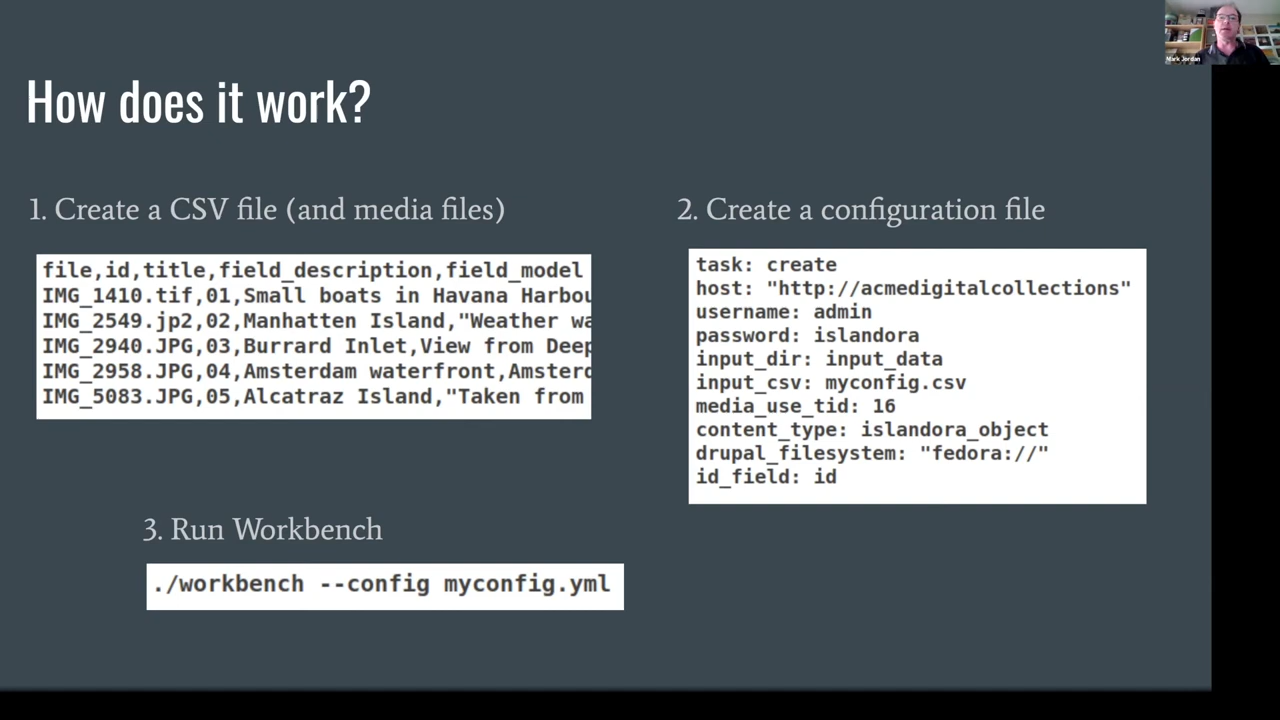 Mark Jordan
How does it work?
1. Create a CSV file (and media files)
file,id,title,field_description,field_model
IMG_1410.tif,01,Small boats in Havana Harbou
IMG_2549.jp2,02,Manhatten Island,"Weather wa
IMG_2940.JPG,03,Burrard Inlet,View from Deep
IMG_2958.JPG,04,Amsterdam waterfront,Amsterd
IMG_5083.JPG,05,Alcatraz Island,"Taken from
2. Create a configuration file
task: create
host: "http://acmedigitalcollections"
username: admin
password: islandora
input_dir: input_data
input_csv: myconfig.csv
media_use_tid: 16
content_type: islandora_object
drupal_filesystem: "fedora://"
id_field: id
3. Run Workbench
./workbench --config myconfig.yml